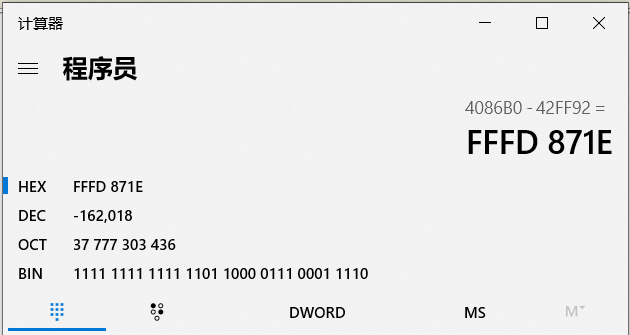 计算器
程序员
4086B0 - 42FF92 =
FFFD 871E
HEX FFFD 871E
DEC -162,018
OCT 37 777 303 436
BIN 1111 1111 1111 1101 1000 0111 0001 1110
DWORD MS M